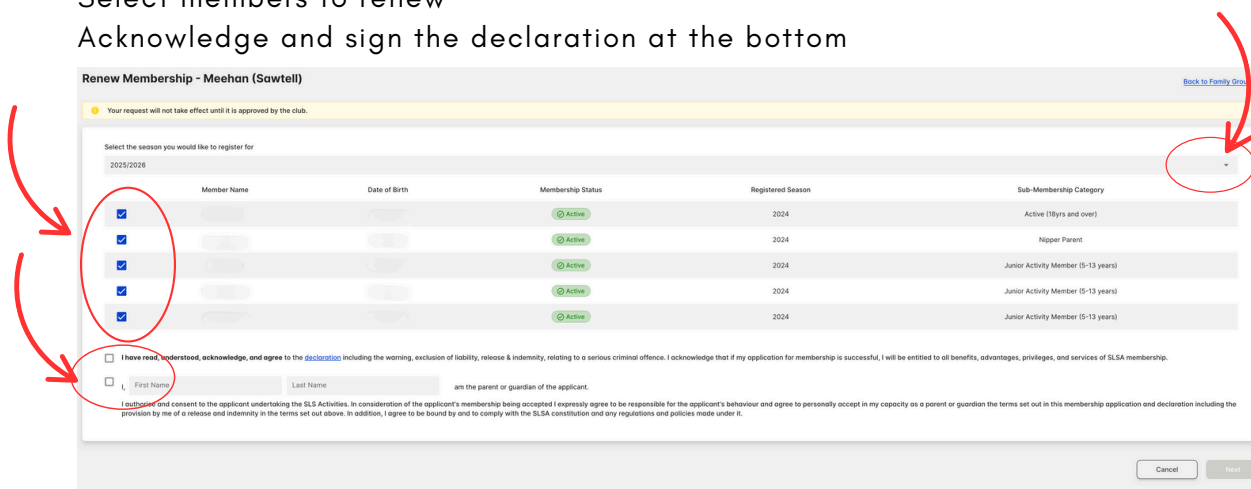 Select members to renew
Acknowledge and sign the declaration at the bottom
Renew Membership - Meehan (Sawtell)
Back to Family Grou
Your request will not take effect until it is approved by the club.
Select the season you would like to register for
2025/2026
Member Name Date of Birth Membership Status Registered Season Sub-Membership Category
Active 2024 Active (18yrs and over)
Active 2024 Nipper Parent
Active 2024 Junior Activity Member (5-13 years)
Active 2024 Junior Activity Member (5-13 years)
Active 2024 Junior Activity Member (5-13 years)
I have read, understood, acknowledge, and agree to the declaration including the warning, exclusion of liability, release & indemnity, relating to a serious criminal offence. I acknowledge that if my application for membership is successful, I will be entitled to all benefits, advantages, privileges, and services of SLSA membership.
I, First Name Last Name am the parent or guardian of the applicant.
I authorise and consent to the applicant undertaking the SLS Activities. In consideration of the applicant's membership being accepted I expressly agree to be responsible for the applicant's behaviour and agree to personally accept in my capacity as a parent or guardian the terms set out in this membership application and declaration including the
provision by me of a release and indemnity in the terms set out above. In addition, I agree to be bound by and to comply with the SLSA constitution and any regulations and policies made under it.
Cancel Next